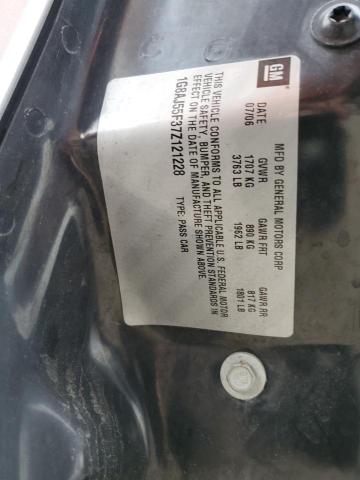 GM
MFD BY GENERAL MOTORS CORP
DATE GVWR GAWR FRT GAWR RR
07/06 1707 KG 890 KG 817 KG
3763 LB 1962 LB 1801 LB
THIS VEHICLE CONFORMS TO ALL APPLICABLE U.S. FEDERAL MOTOR
VEHICLE SAFETY, BUMPER, AND THEFT PREVENTION STANDARDS IN
EFFECT ON THE DATE OF MANUFACTURE SHOWN ABOVE.
1G8AJ55F37Z121228 TYPE: PASS CAR